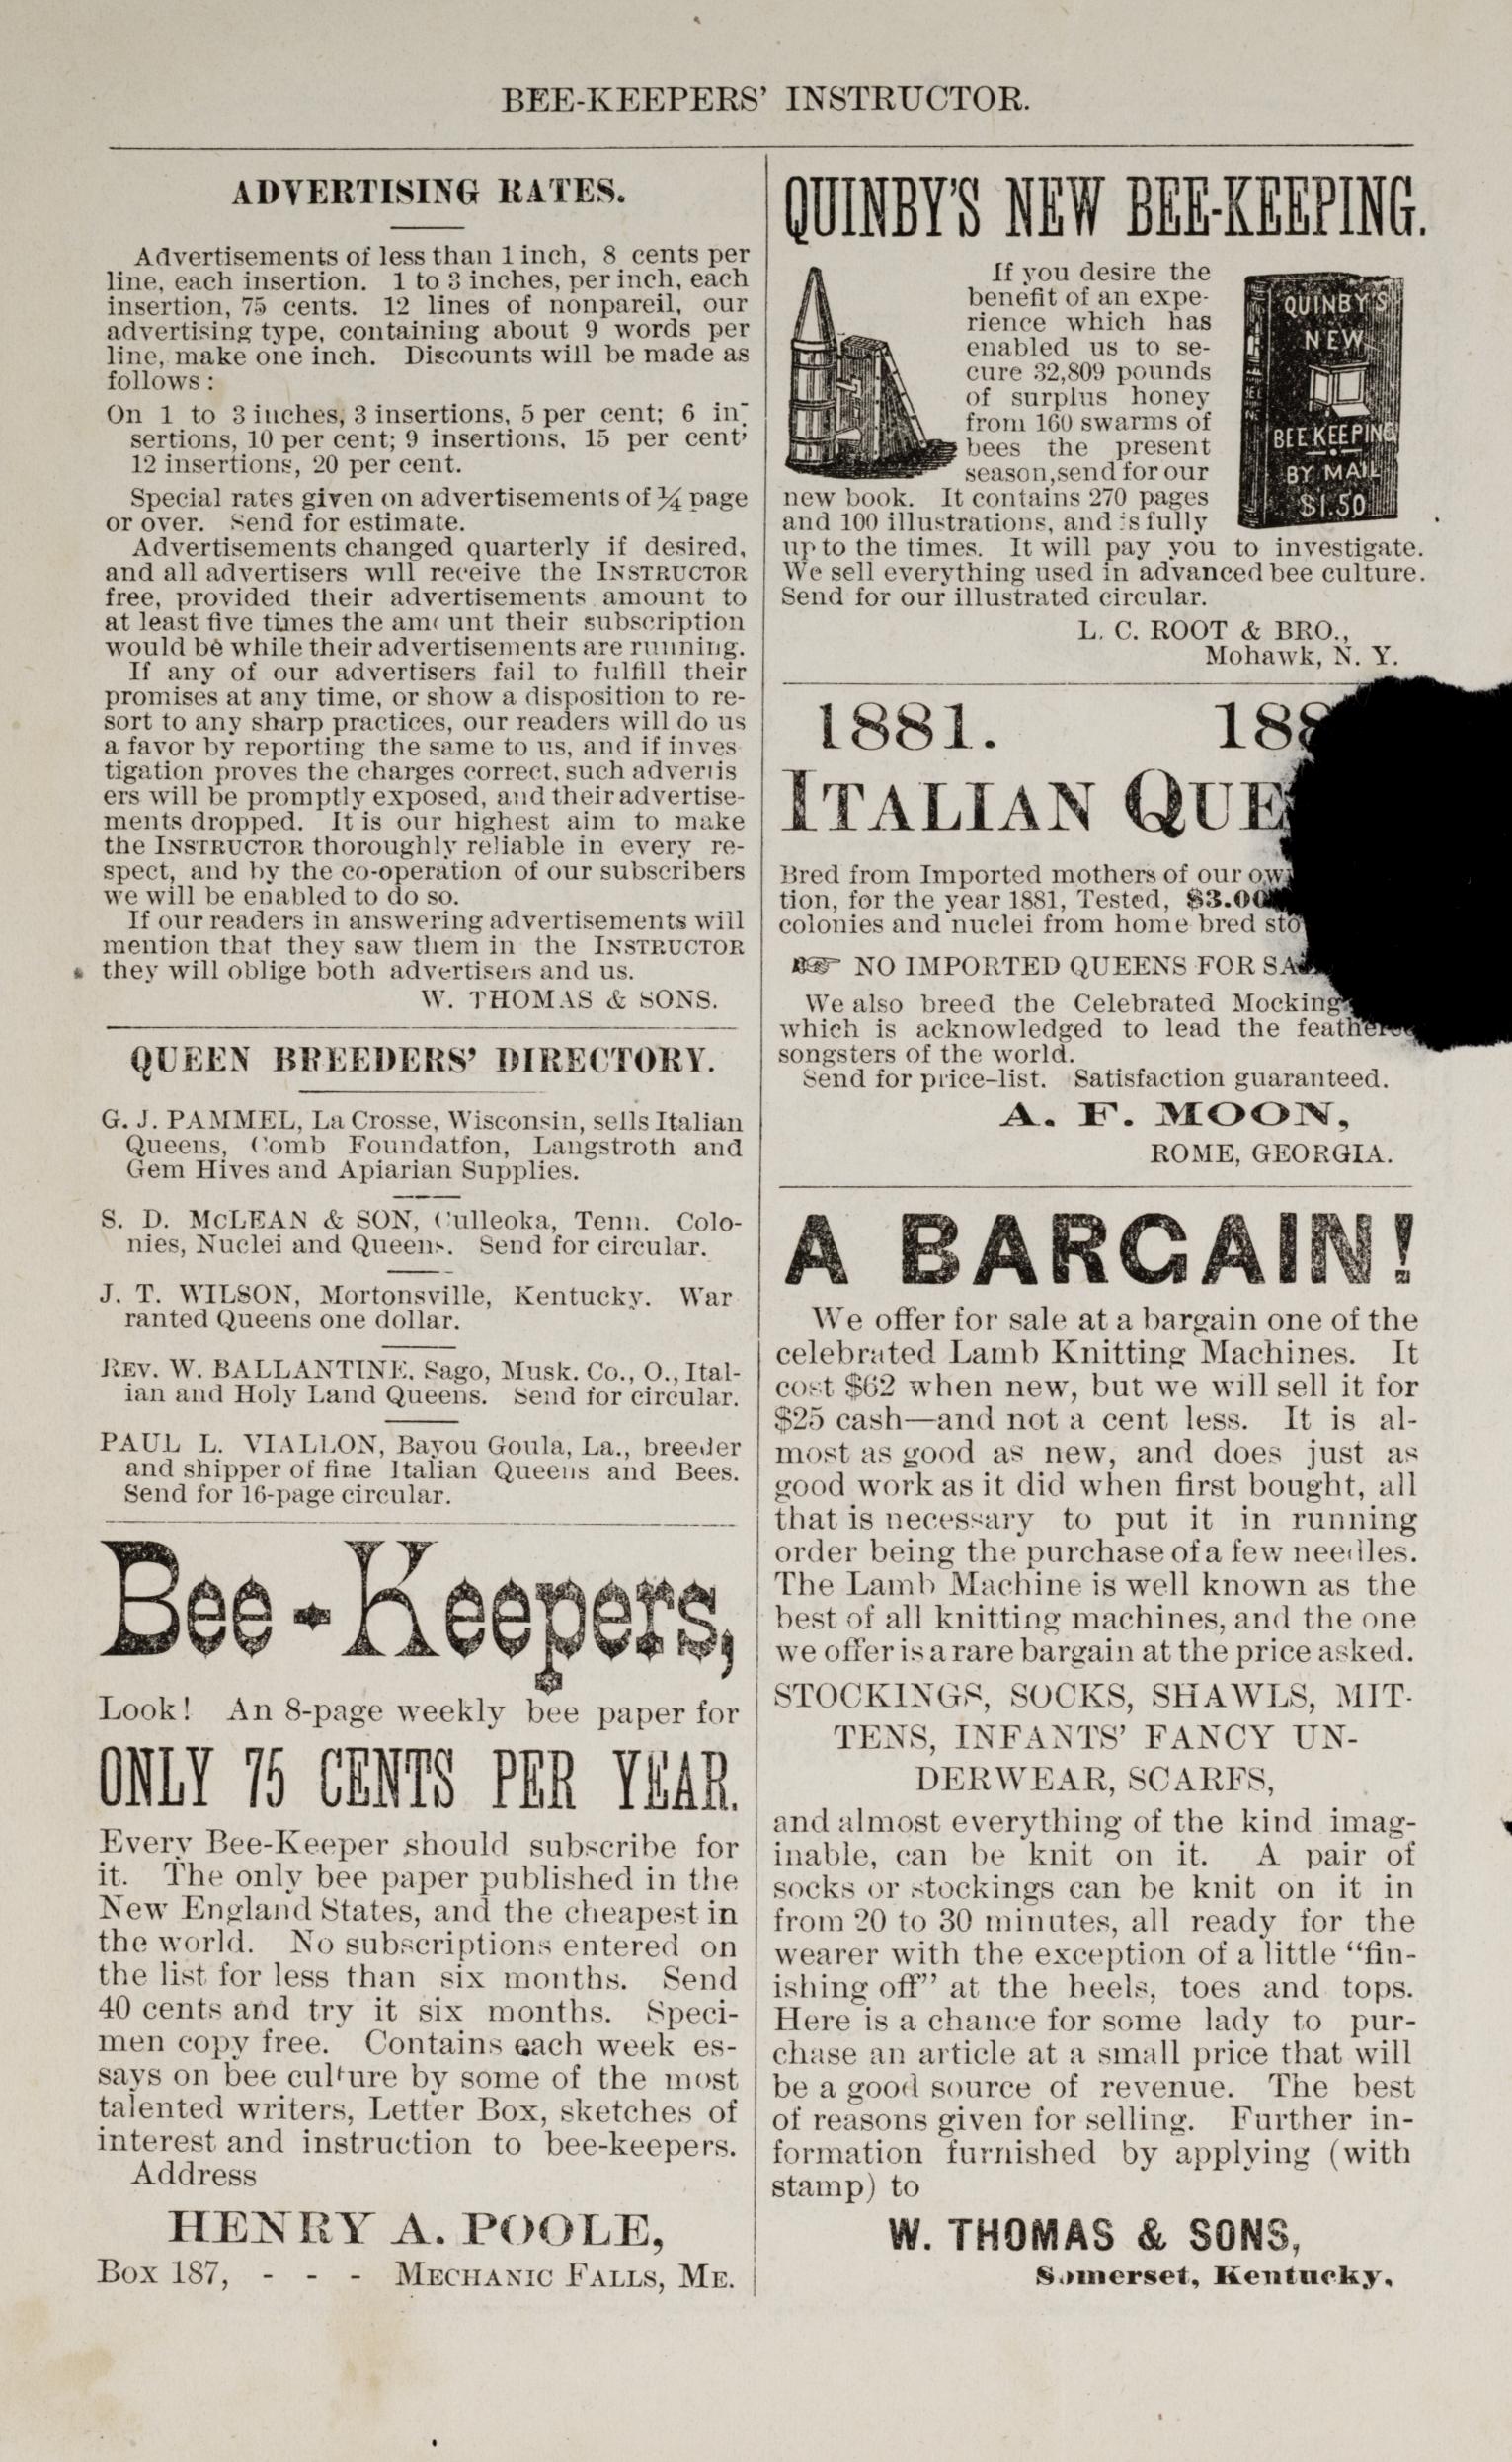 BEE-KEEPERS' INSTRUCTOR.
ADVERTISING RATES.
Advertisements of less than 1 inch, 8 cents per
line, each insertion. 1 to 3 inches, per inch, each
insertion, 75 cents. 12 lines of nonpareil, our
advertising type, containing about 9 words per
line, make one inch. Discounts will be made as
follows:
On 1 to 3 inches, 3 insertions, 5 per cent; 6 in-
sertions, 10 per cent; 9 insertions, 15 per cent;
12 insertions, 20 per cent.
Special rates given on advertisements of ¼ page
or over. Send for estimate.
Advertisements changed quarterly if desired,
and all advertisers will receive the INSTRUCTOR
free, provided their advertisements amount to
at least five times the am( unt their subscription
would be while their advertisements are running.
If any of our advertisers fail to fulfill their
promises at any time, or show a disposition to re-
sort to any sharp practices, our readers will do us
a favor by reporting the same to us, and if inves
tigation proves the charges correct, such advertis
ers will be promptly exposed, and their advertise-
ments dropped. It is our highest aim to make
the INSTRUCTOR thoroughly reliable in every re-
spect, and by the co-operation of our subscribers
we will be enabled to do so.
If our readers in answering advertisements will
mention that they saw them in the INSTRUCTOR
they will oblige both advertisers and us.
W. THOMAS & SONS.
QUEEN BREEDERS' DIRECTORY.
G. J. PAMMEL, La Crosse, Wisconsin, sells Italian
Queens, Comb Foundatfon, Langstroth and
Gem Hives and Apiarian Supplies.
S. D. McLEAN & SON, Culleoka, Tenn. Colo-
nies, Nuclei and Queens. Send for circular.
J. T. WILSON, Mortonsville, Kentucky. War
ranted Queens one dollar.
REV. W. BALLANTINE, Sago, Musk. Co., O., Ital-
ian and Holy Land Queens. Send for circular.
PAUL L. VIALLON, Bayou Goula, La., breeder
and shipper of fine Italian Queens and Bees.
Send for 16-page circular.
Bee-Keepers,
Look! An 8-page weekly bee paper for
ONLY 75 CENTS PER YEAR.
Every Bee-Keeper should subscribe for
it. The only bee paper published in the
New England States, and the cheapest in
the world. No subscriptions entered on
the list for less than six months. Send
40 cents and try it six months. Speci-
men copy free. Contains each week es-
says on bee culture by some of the most
talented writers, Letter Box, sketches of
interest and instruction to bee-keepers.
Address
HENRY A. POOLE,
Box 187, - - - MECHANIC FALLS, ME.
QUINBY'S NEW BEE-KEEPING.
If you desire the
benefit of an expe-
rience which has
enabled us to se-
cure 32,809 pounds
of surplus honey
from 160 swarms of
bees the present
season, send for our
new book. It contains 270 pages
and 100 illustrations, and is fully
up to the times. It will pay you to investigate.
We sell everything used in advanced bee culture.
Send for our illustrated circular.
QUINBY'S
NEW
BEE KEEPING
BY MAIL
$1.50
L. C. ROOT & BRO.,
Mohawk, N. Y.
1881. 188
ITALIAN QUE
Bred from Imported mothers of our ow
tion, for the year 1881, Tested, $3.00
colonies and nuclei from home bred sto
☞ NO IMPORTED QUEENS FOR SA
We also breed the Celebrated Mocking
which is acknowledged to lead the feathere
songsters of the world.
Send for price-list. Satisfaction guaranteed.
A. F. MOON,
ROME, GEORGIA.
A BARGAIN!
We offer for sale at a bargain one of the
celebrated Lamb Knitting Machines. It
cost $62 when new, but we will sell it for
$25 cash—and not a cent less. It is al-
most as good as new, and does just as
good work as it did when first bought, all
that is necessary to put it in running
order being the purchase of a few needles.
The Lamb Machine is well known as the
best of all knitting machines, and the one
we offer is a rare bargain at the price asked.
STOCKINGS, SOCKS, SHAWLS, MIT-
TENS, INFANTS' FANCY UN-
DERWEAR, SCARFS,
and almost everything of the kind imag-
inable, can be knit on it. A pair of
socks or stockings can be knit on it in
from 20 to 30 minutes, all ready for the
wearer with the exception of a little "fin-
ishing off" at the heels, toes and tops.
Here is a chance for some lady to pur-
chase an article at a small price that will
be a good source of revenue. The best
of reasons given for selling. Further in-
formation furnished by applying (with
stamp) to
W. THOMAS & SONS,
Somerset, Kentucky,